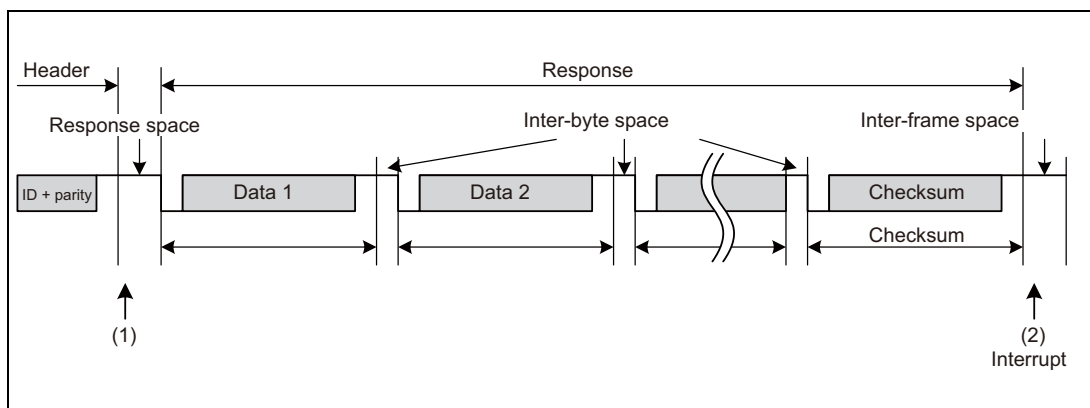 Header
Response
Response space
Inter-byte space
Inter-frame space
ID + parity
Data 1
Data 2
Checksum
Checksum
(1)
(2)
Interrupt